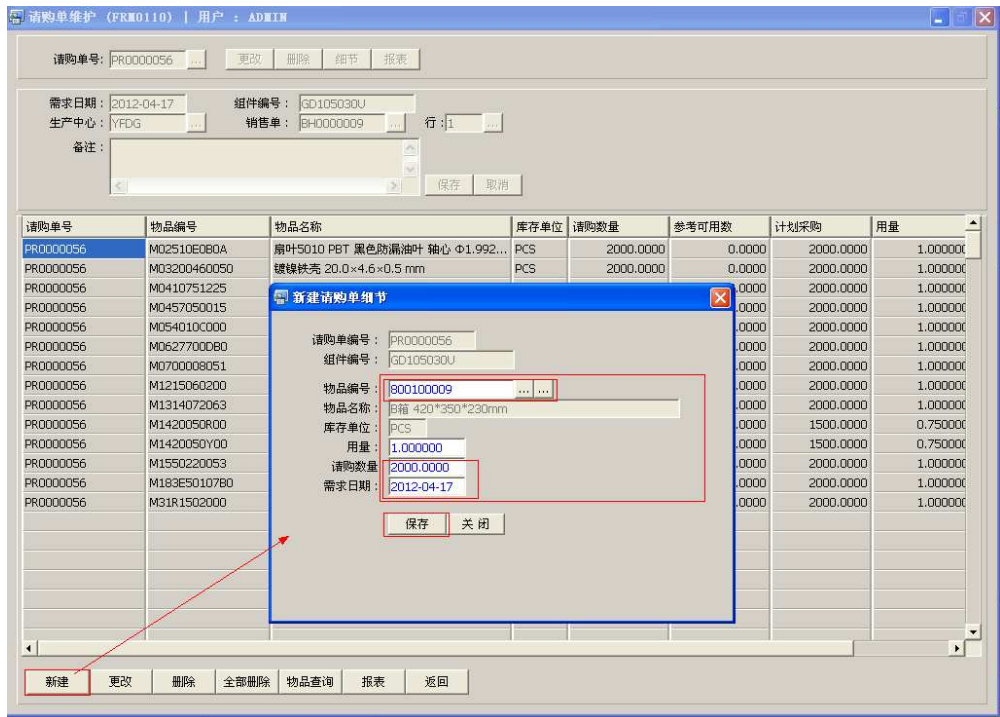 请购单维护 (FRM0110) | 用户 : ADMIN
请购单号: PR0000056 ... 更改 删除 细节 报表
需求日期: 2012-04-17 组件编号: GD105030U
生产中心: YFDG ... 销售单: BH0000009 ... 行: 1 ...
备注:
保存 取消
请购单号 物品编号 物品名称 库存单位 请购数量 参考可用数 计划采购 用量
PR0000056 M02510E0B0A 扇叶5010 PBT 黑色防漏油叶 轴心 Φ1.992... PCS 2000.0000 0.0000 2000.0000 1.000000
PR0000056 M03200460050 镀镍铁壳 20.0×4.6×0.5 mm PCS 2000.0000 0.0000 2000.0000 1.000000
PR0000056 M0410751225 .0000 2000.0000 1.000000
PR0000056 M0457050015 .0000 2000.0000 1.000000
PR0000056 M054010C000 .0000 2000.0000 1.000000
PR0000056 M0627700DB0 .0000 2000.0000 1.000000
PR0000056 M0700008051 .0000 2000.0000 1.000000
PR0000056 M1215060200 .0000 2000.0000 1.000000
PR0000056 M1314072063 .0000 2000.0000 1.000000
PR0000056 M1420050R00 .0000 1500.0000 0.750000
PR0000056 M1420050Y00 .0000 1500.0000 0.750000
PR0000056 M1550220053 .0000 2000.0000 1.000000
PR0000056 M183E50107B0 .0000 2000.0000 1.000000
PR0000056 M31R1502000 .0000 2000.0000 1.000000
新建请购单细节
请购单编号: PR0000056
组件编号: GD105030U
物品编号: 800100009 ... ...
物品名称: B箱 420*350*230mm
库存单位: PCS
用量: 1.000000
请购数量 2000.0000
需求日期: 2012-04-17
保存 关闭
新建 更改 删除 全部删除 物品查询 报表 返回